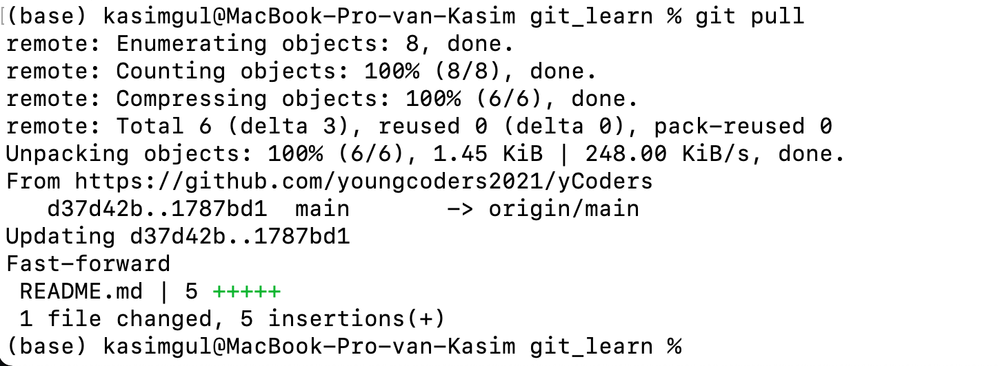 (base) kasimgul@MacBook-Pro-van-Kasim git_learn % git pull
remote: Enumerating objects: 8, done.
remote: Counting objects: 100% (8/8), done.
remote: Compressing objects: 100% (6/6), done.
remote: Total 6 (delta 3), reused 0 (delta 0), pack-reused 0
Unpacking objects: 100% (6/6), 1.45 KiB | 248.00 KiB/s, done.
From https://github.com/youngcoders2021/yCoders
   d37d42b..1787bd1  main       -> origin/main
Updating d37d42b..1787bd1
Fast-forward
 README.md | 5 +++++
 1 file changed, 5 insertions(+)
(base) kasimgul@MacBook-Pro-van-Kasim git_learn %